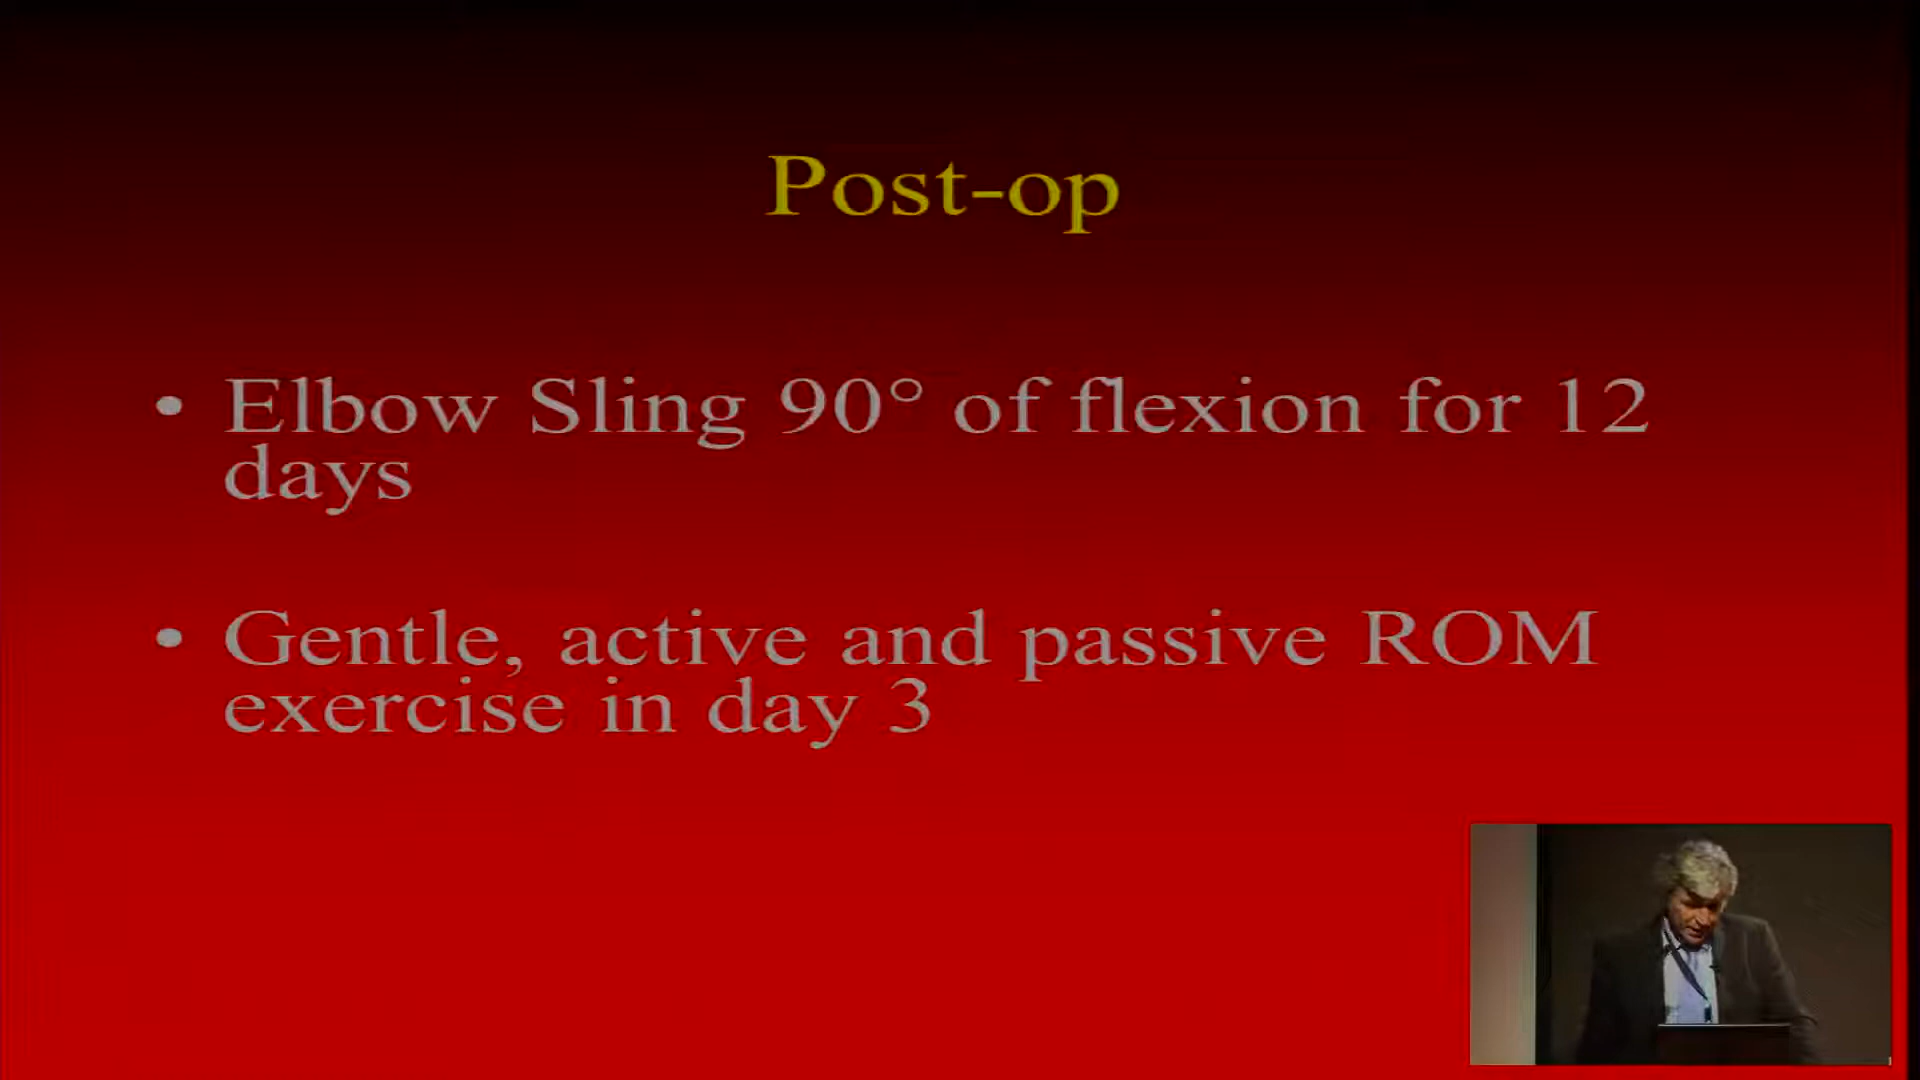 Post-op
• Elbow Sling 90° of flexion for 12
days
• Gentle, active and passive ROM
exercise in day 3